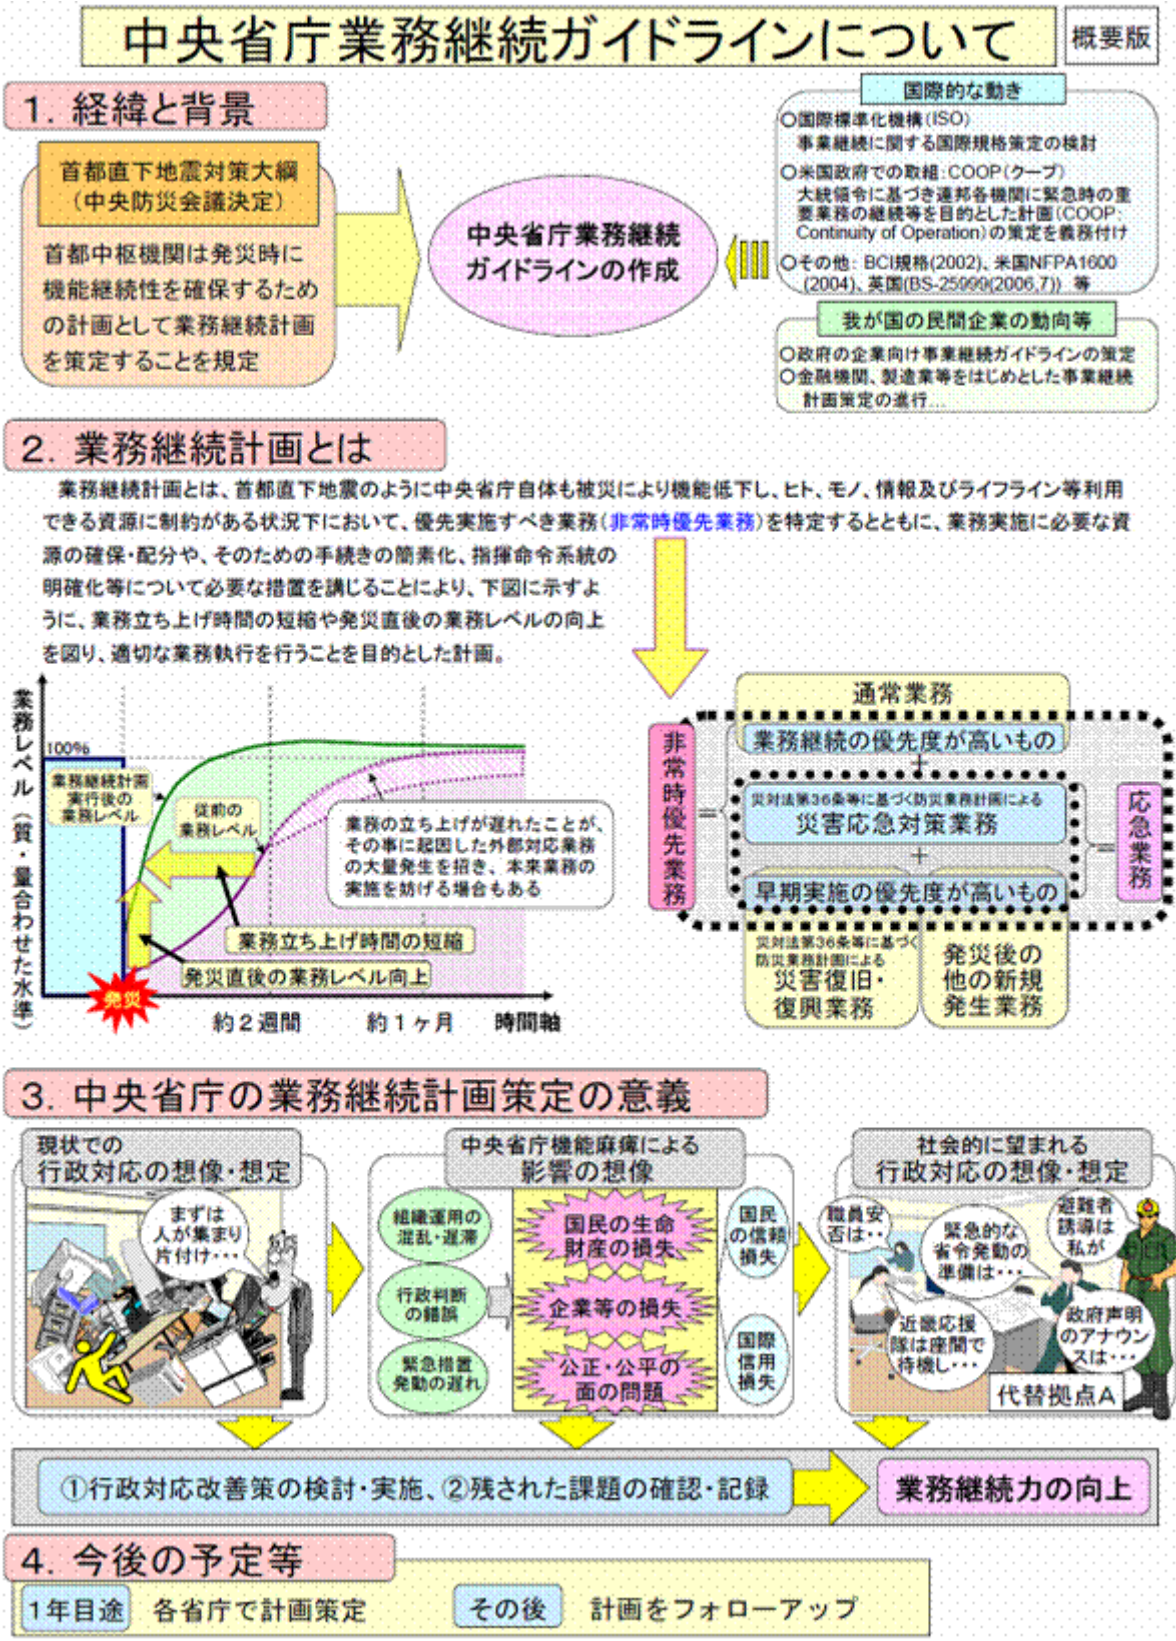 中央省庁業務継続ガイドラインについて
概要版
1．経緯と背景
首都直下地震対策大綱
（中央防災会議決定）
首都中枢機関は発災時に
機能継続性を確保するため
の計画として業務継続計画
を策定することを規定
中央省庁業務継続
ガイドラインの作成
国際的な動き
○国際標準化機構(ISO)
事業継続に関する国際規格策定の検討
○米国政府での取組：COOP(クープ)
大統領令に基づき連邦各機関に緊急時の重
要業務の継続等を目的とした計画(COOP:
Continuity of Operation)の策定を義務付け
○その他： BCI規格(2002)、米国NFPA1600
(2004)、英国(BS-25999(2006,7)) 等
我が国の民間企業の動向等
○政府の企業向け事業継続ガイドラインの策定
○金融機関、製造業等をはじめとした事業継続
計画策定の進行…
2．業務継続計画とは
業務継続計画とは、首都直下地震のように中央省庁自体も被災により機能低下し、ヒト、モノ、情報及びライフライン等利用
できる資源に制約がある状況下において、優先実施すべき業務(非常時優先業務)を特定するとともに、業務実施に必要な資
源の確保・配分や、そのための手続きの簡素化、指揮命令系統の
明確化等について必要な措置を講じることにより、下図に示すよ
うに、業務立ち上げ時間の短縮や発災直後の業務レベルの向上
を図り、適切な業務執行を行うことを目的とした計画。
業務レベル（質・量合わせた水準）
100%
業務継続計画
実行後の
業務レベル
従前の
業務レベル
業務の立ち上げが遅れたことが、
その事に起因した外部対応業務
の大量発生を招き、本来業務の
実施を妨げる場合もある
業務立ち上げ時間の短縮
発災直後の業務レベル向上
発災
約２週間
約１ヶ月
時間軸
非常時優先業務
＝
通常業務
業務継続の優先度が高いもの
＋
災対法第36条等に基づく防災業務計画による
災害応急対策業務
＋
早期実施の優先度が高いもの
＝
応急業務
災対法第36条等に基づく
防災業務計画による
災害復旧・
復興業務
発災後の
他の新規
発生業務
3．中央省庁の業務継続計画策定の意義
現状での
行政対応の想像・想定
まずは
人が集まり
片付け・・・
中央省庁機能麻痺による
影響の想像
組織運用の
混乱・遅滞
行政判断
の錯誤
緊急措置
発動の遅れ
国民の生命
財産の損失
企業等の損失
公正・公平の
面の問題
国民
の信頼
損失
国際
信用
損失
社会的に望まれる
行政対応の想像・想定
職員安
否は・・
緊急的な
省令発動の
準備は・・・
避難者
誘導は
私が
近畿応援
隊は座間で
待機し・・・
政府声明
のアナウン
スは・・・
代替拠点A
①行政対応改善策の検討・実施、②残された課題の確認・記録
業務継続力の向上
4．今後の予定等
１年目途
各省庁で計画策定
その後
計画をフォローアップ